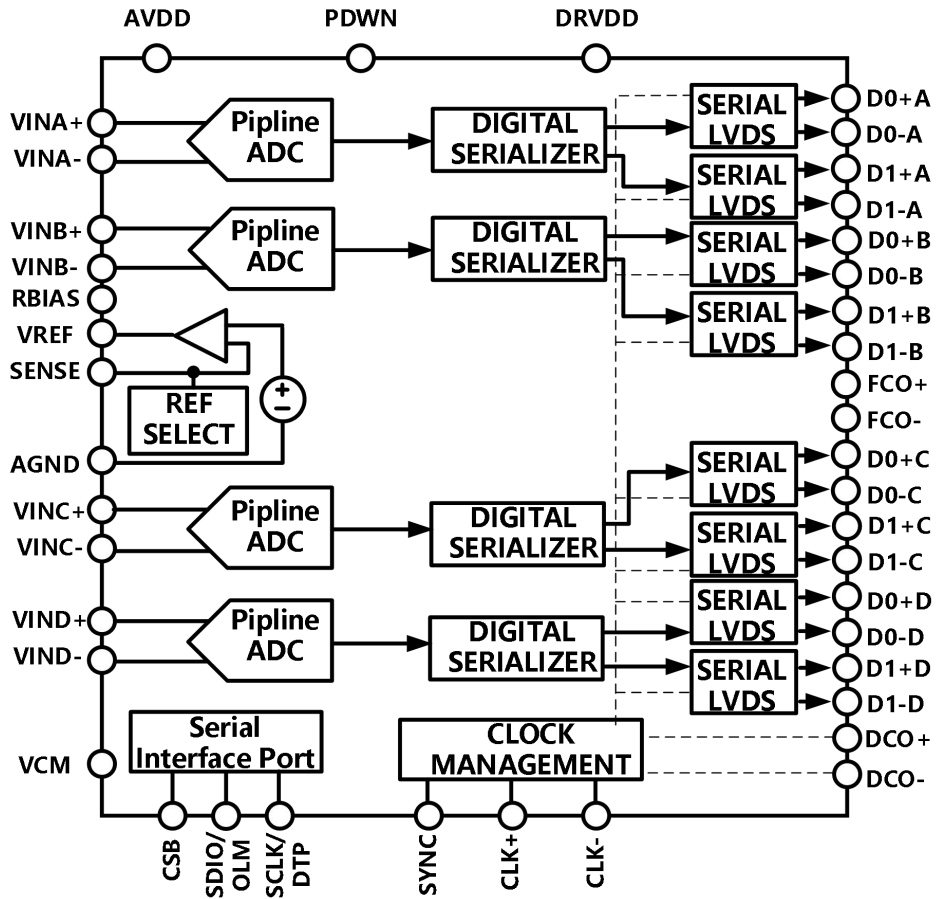 AVDD
PDWN
DRVDD
VINA+
VINA-
Pipline
ADC
DIGITAL
SERIALIZER
SERIAL
LVDS
SERIAL
LVDS
D0+A
D0-A
D1+A
D1-A
VINB+
VINB-
Pipline
ADC
DIGITAL
SERIALIZER
SERIAL
LVDS
SERIAL
LVDS
D0+B
D0-B
D1+B
D1-B
RBIAS
VREF
SENSE
REF
SELECT
+
−
AGND
FCO+
FCO-
VINC+
VINC-
Pipline
ADC
DIGITAL
SERIALIZER
SERIAL
LVDS
SERIAL
LVDS
D0+C
D0-C
D1+C
D1-C
VIND+
VIND-
Pipline
ADC
DIGITAL
SERIALIZER
SERIAL
LVDS
SERIAL
LVDS
D0+D
D0-D
D1+D
D1-D
VCM
Serial
Interface Port
CLOCK
MANAGEMENT
DCO+
DCO-
CSB
SDIO/
OLM
SCLK/
DTP
SYNC
CLK+
CLK-